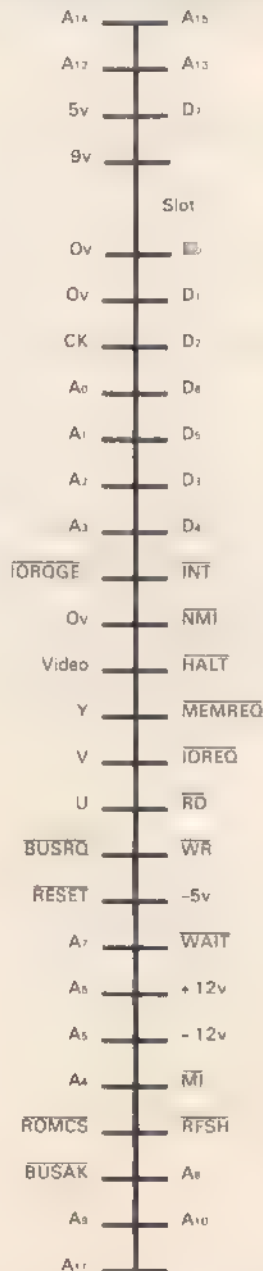 A14 A15
A12 A13
5v D7
9v
Slot
0v
0v D1
CK D2
A0 D6
A1 D5
A2 D3
A3 D4
IORQGE INT
0v NMI
Video HALT
Y MEMREQ
V IOREQ
U RD
BUSRQ WR
RESET -5v
A7 WAIT
A6 +12v
A5 -12v
A4 MI
ROMCS RFSH
BUSAK A8
A9 A10
A11